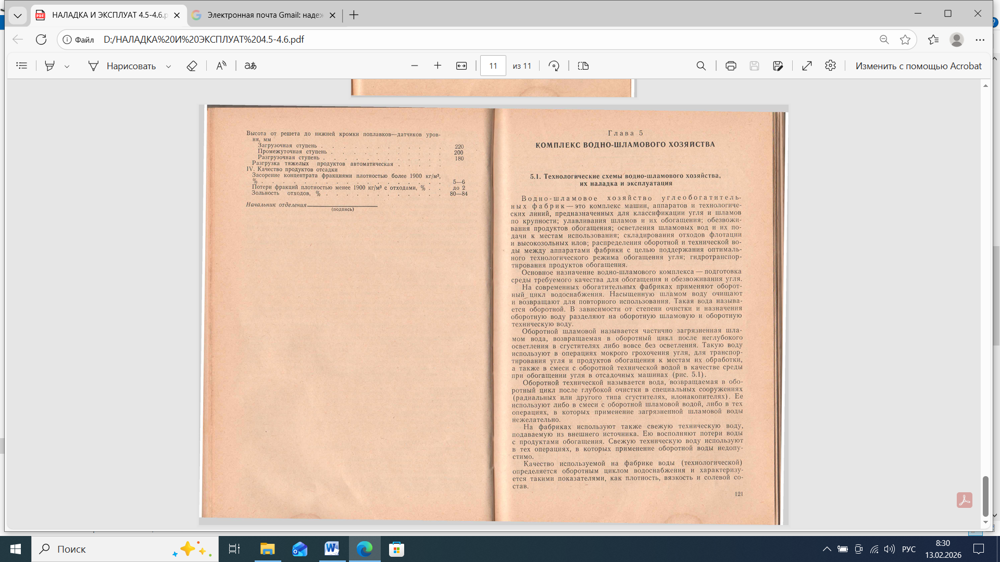 НАЛАДКА И ЭКСПЛУАТ 4.5-4.6.p
Электронная почта Gmail: надеж
Файл
D:/НАЛАДКА%20И%20ЭКСПЛУАТ%204.5-4.6.pdf
Нарисовать
11
из 11
Изменить с помощью Acrobat
Высота от решета до нижней кромки поплавков—датчиков уров-
ня, мм
Загрузочная ступень . . . . . . . . . . . 220
Промежуточная ступень . . . . . . . . . . 200
Разгрузочная ступень . . . . . . . . . . . 180
Разгрузка тяжелых продуктов автоматическая . . . . .
IV. Качество продуктов отсадки
Засорение концентрата фракциями плотностью более 1900 кг/м³,
% . . . . . . . . . . . . . . . . 5—6
Потери фракций плотностью менее 1900 кг/м³ с отходами, % . . до 2
Зольность отходов, % . . . . . . . . . . . 80—84
Начальник отделения
(подпись)
Глава 5
КОМПЛЕКС ВОДНО-ШЛАМОВОГО ХОЗЯЙСТВА
5.1. Технологические схемы водно-шламового хозяйства,
их наладка и эксплуатация
Водно-шламовое хозяйство углеобогатитель-
ных фабрик — это комплекс машин, аппаратов и технологиче-
ских линий, предназначенных для классификации угля и шламов
по крупности; улавливания шламов и их обогащения; обезвожи-
вания продуктов обогащения; осветления шламовых вод и их по-
дачи к местам использования; складирования отходов флотации
и высокозольных илов; распределения оборотной и технической во-
ды между аппаратами фабрики с целью поддержания оптималь-
ного технологического режима обогащения угля; гидротранспор-
тирования продуктов обогащения.
Основное назначение водно-шламового комплекса — подготовка
среды требуемого качества для обогащения и обезвоживания угля.
На современных обогатительных фабриках применяют оборот-
ный цикл водоснабжения. Насыщенную шламом воду очищают
и возвращают для повторного использования. Такая вода называ-
ется оборотной. В зависимости от степени очистки и назначения
оборотную воду разделяют на оборотную шламовую и оборотную
техническую воду.
Оборотной шламовой называется частично загрязненная шла-
мом вода, возвращаемая в оборотный цикл после неглубокого
осветления в сгустителях либо вовсе без осветления. Такую воду
используют в операциях мокрого грохочения угля, для транспор-
тирования угля и продуктов обогащения к местам их обработки,
а также в смеси с оборотной технической водой в качестве среды
при обогащении угля в отсадочных машинах (рис. 5.1).
Оборотной технической называется вода, возвращаемая в обо-
ротный цикл после глубокой очистки в специальных сооружениях
(радиальных или другого типа сгустителях, илонакопителях). Ее
используют либо в смеси с оборотной шламовой водой, либо в тех
операциях, в которых применение загрязненной шламовой воды
нежелательно.
На фабриках используют также свежую техническую воду,
подаваемую из внешнего источника. Ею восполняют потери воды
с продуктами обогащения. Свежую техническую воду используют
в тех операциях, в которых применение оборотной воды недопу-
стимо.
Качество используемой на фабрике воды (технологической)
определяется оборотным циклом водоснабжения и характеризу-
ется такими показателями, как плотность, вязкость и солевой со-
став.
121
Поиск
РУС
8:30
13.02.2026